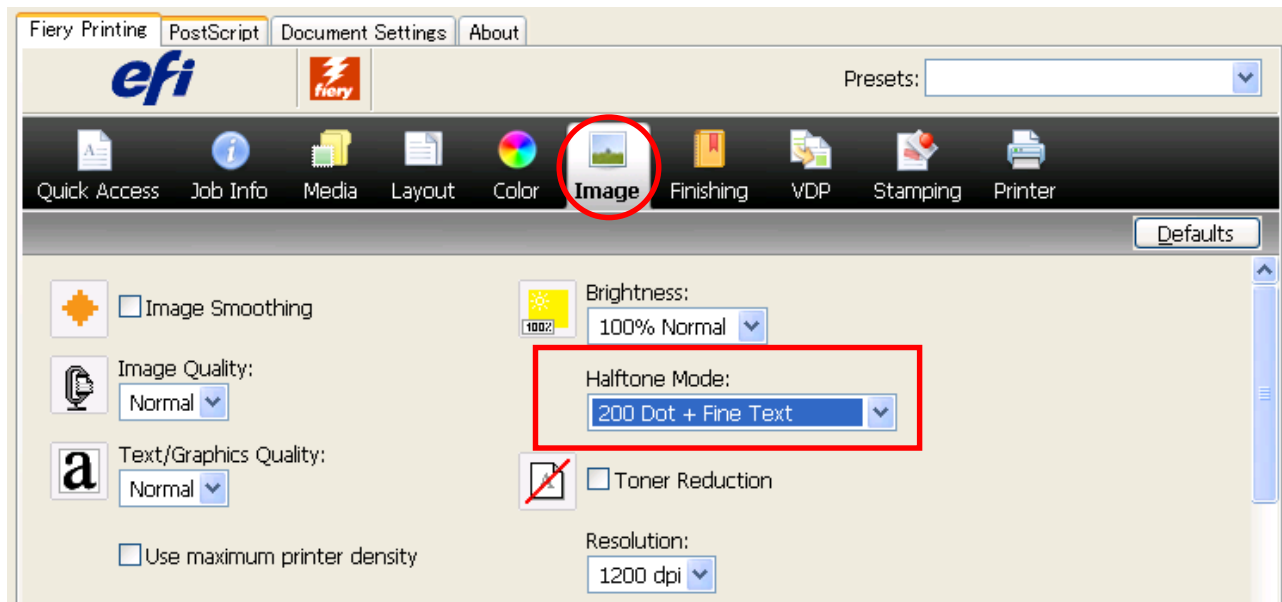 Fiery Printing PostScript Document Settings About
efi fiery Presets:
Quick Access Job Info Media Layout Color Image Finishing VDP Stamping Printer
Defaults
Image Smoothing
Image Quality:
Normal
a
Text/Graphics Quality:
Normal
Use maximum printer density
100%
Brightness:
100% Normal
Halftone Mode:
200 Dot + Fine Text
Toner Reduction
Resolution:
1200 dpi